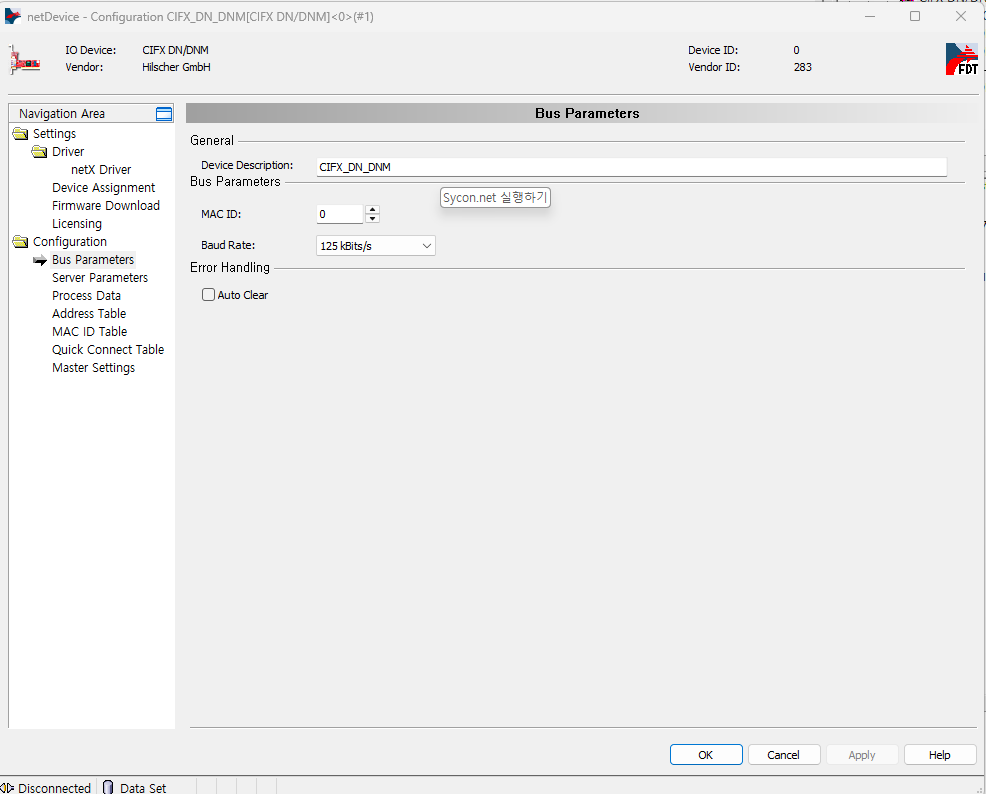 netDevice - Configuration CIFX_DN_DNM[CIFX DN/DNM]<0>(#1)
IO Device: CIFX DN/DNM Device ID: 0
Vendor: Hilscher GmbH Vendor ID: 283
FDT
Navigation Area
Settings
Driver
netX Driver
Device Assignment
Firmware Download
Licensing
Configuration
Bus Parameters
Server Parameters
Process Data
Address Table
MAC ID Table
Quick Connect Table
Master Settings
Bus Parameters
General
Device Description: CIFX_DN_DNM
Bus Parameters
Sycon.net 실행하기
MAC ID: 0
Baud Rate: 125 kBits/s
Error Handling
Auto Clear
OK Cancel Apply Help
Disconnected Data Set